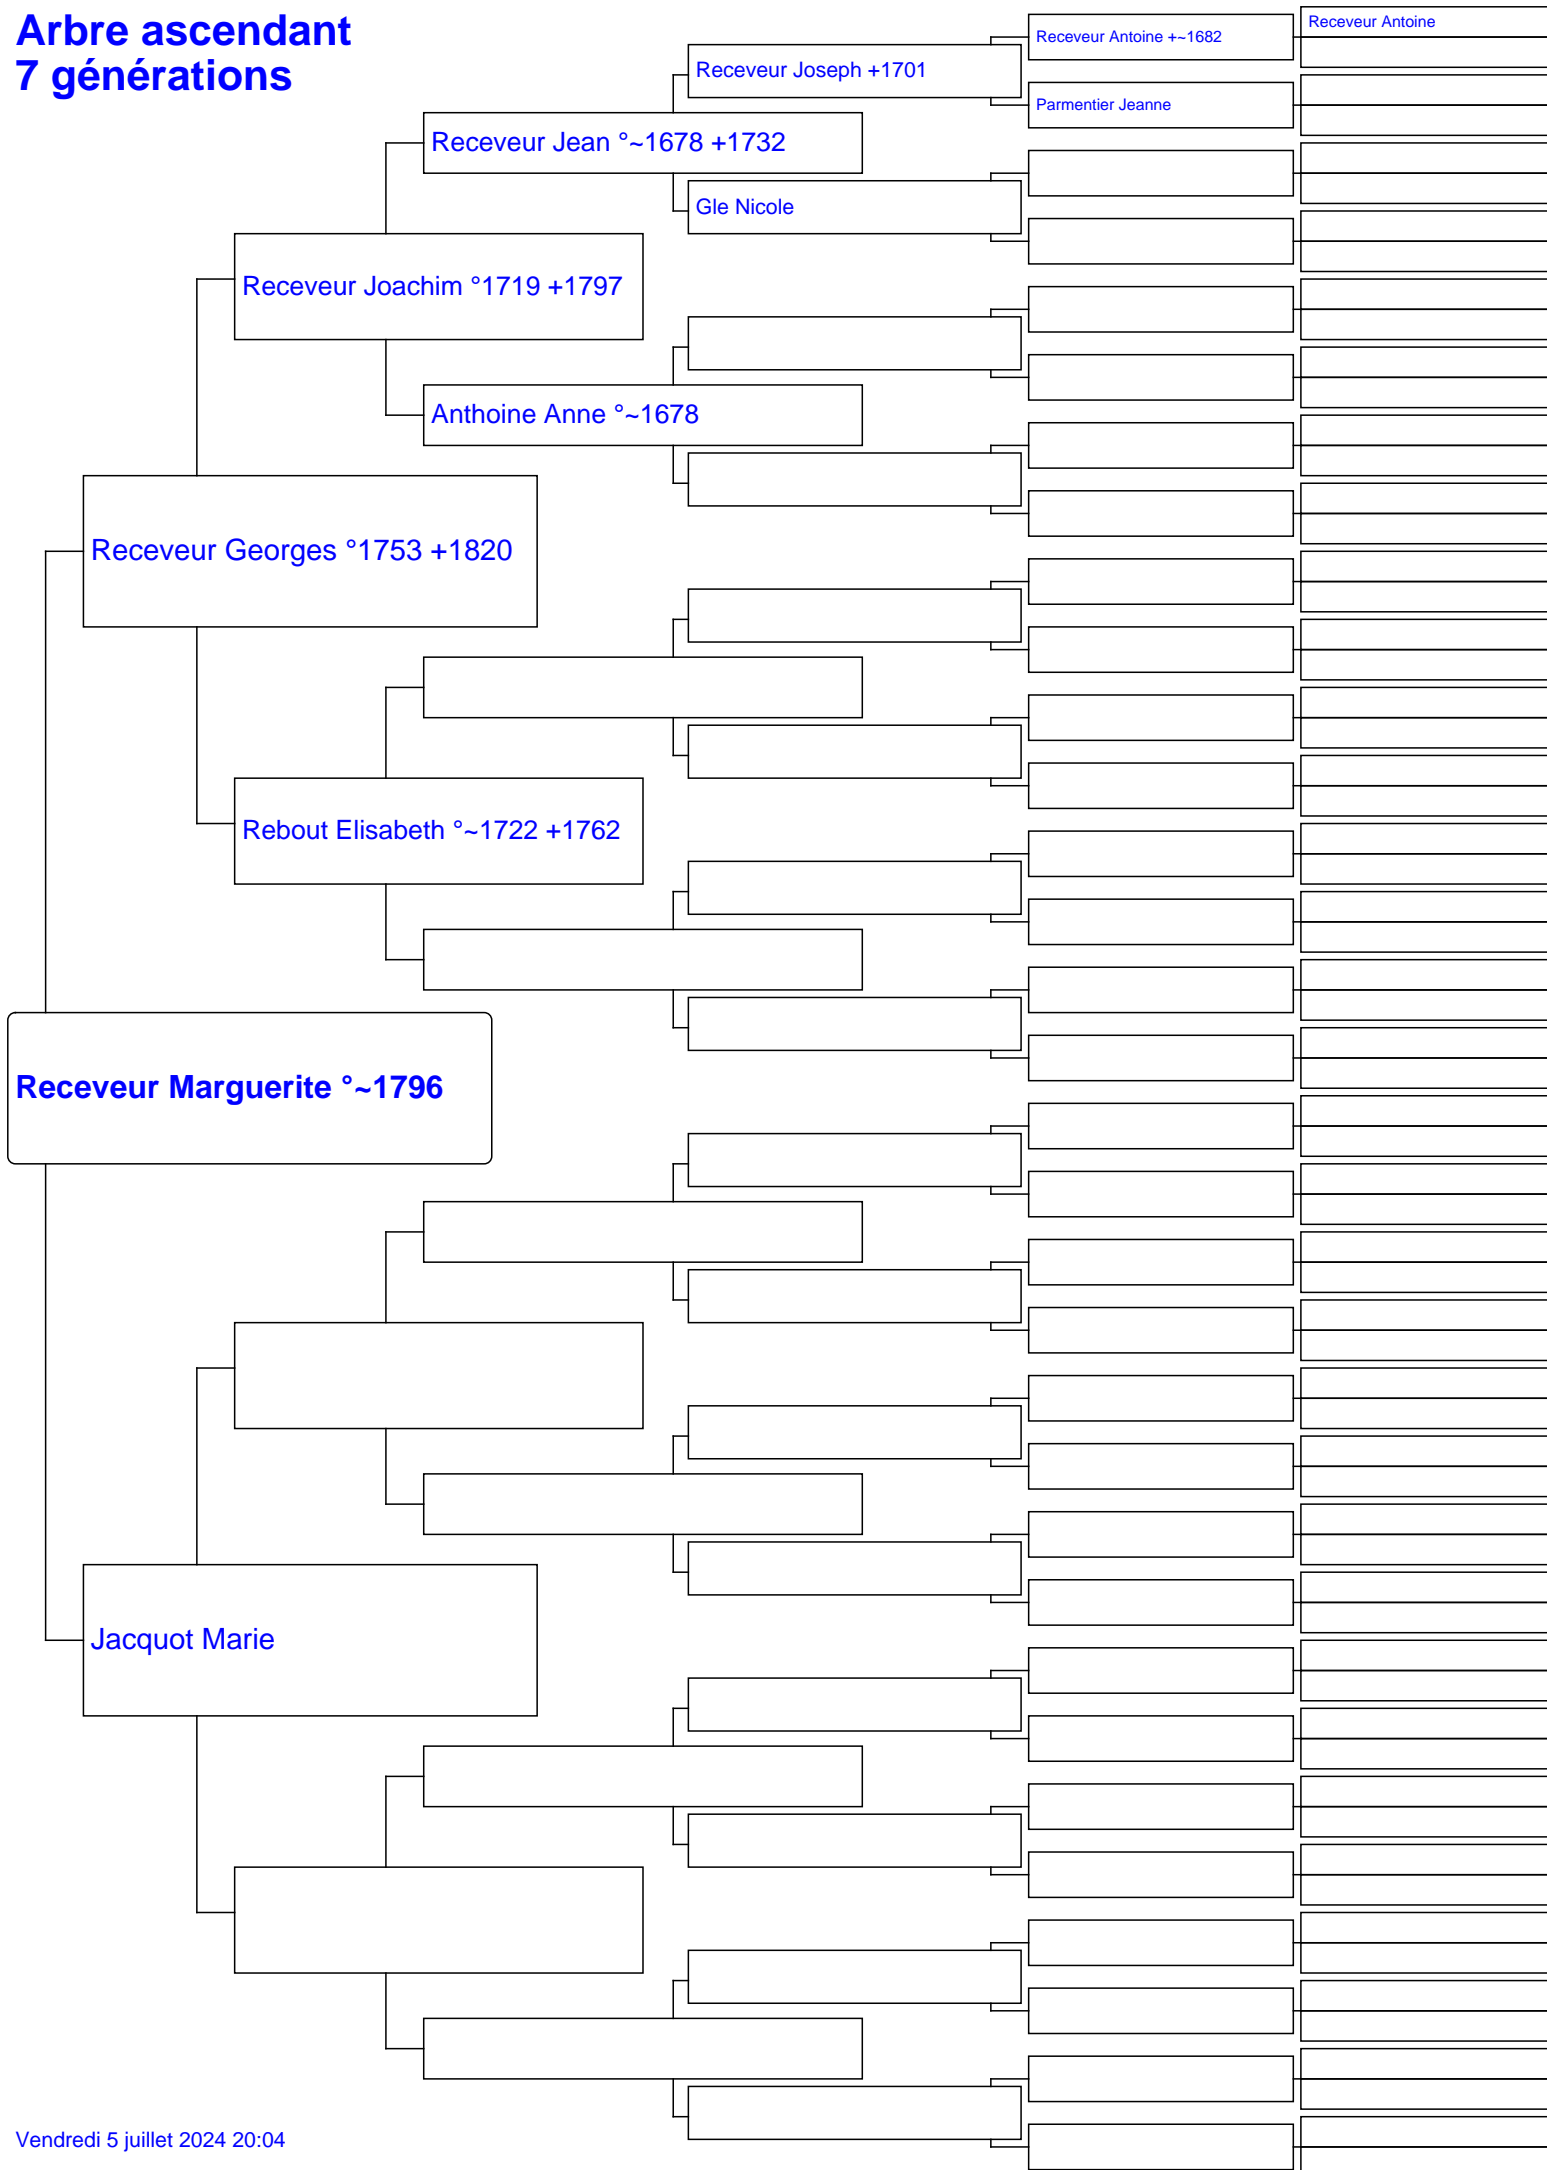 Arbre ascendant
7 générations
Receveur Antoine
Receveur Antoine +~1682
Receveur Joseph +1701
Parmentier Jeanne
Receveur Jean °~1678 +1732
Gle Nicole
Receveur Joachim °1719 +1797
Anthoine Anne °~1678
Receveur Georges °1753 +1820
Rebout Elisabeth °~1722 +1762
Receveur Marguerite °~1796
Jacquot Marie
Vendredi 5 juillet 2024 20:04